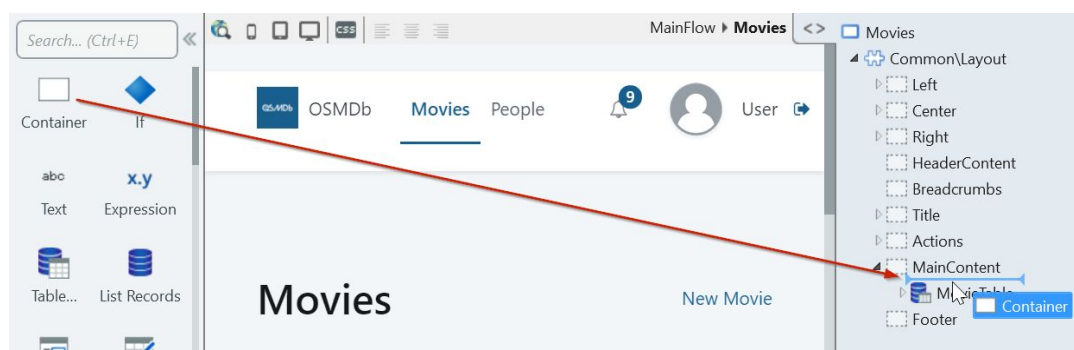 Search... (Ctrl+E)
Container
If
abc
x.y
Text
Expression
Table...
List Records
CSS
MainFlow Movies <>
OSMDb
OSMDb
Movies
People
9
User
Movies
New Movie
Movies
Common\Layout
Left
Center
Right
HeaderContent
Breadcrumbs
Title
Actions
MainContent
Container
Footer